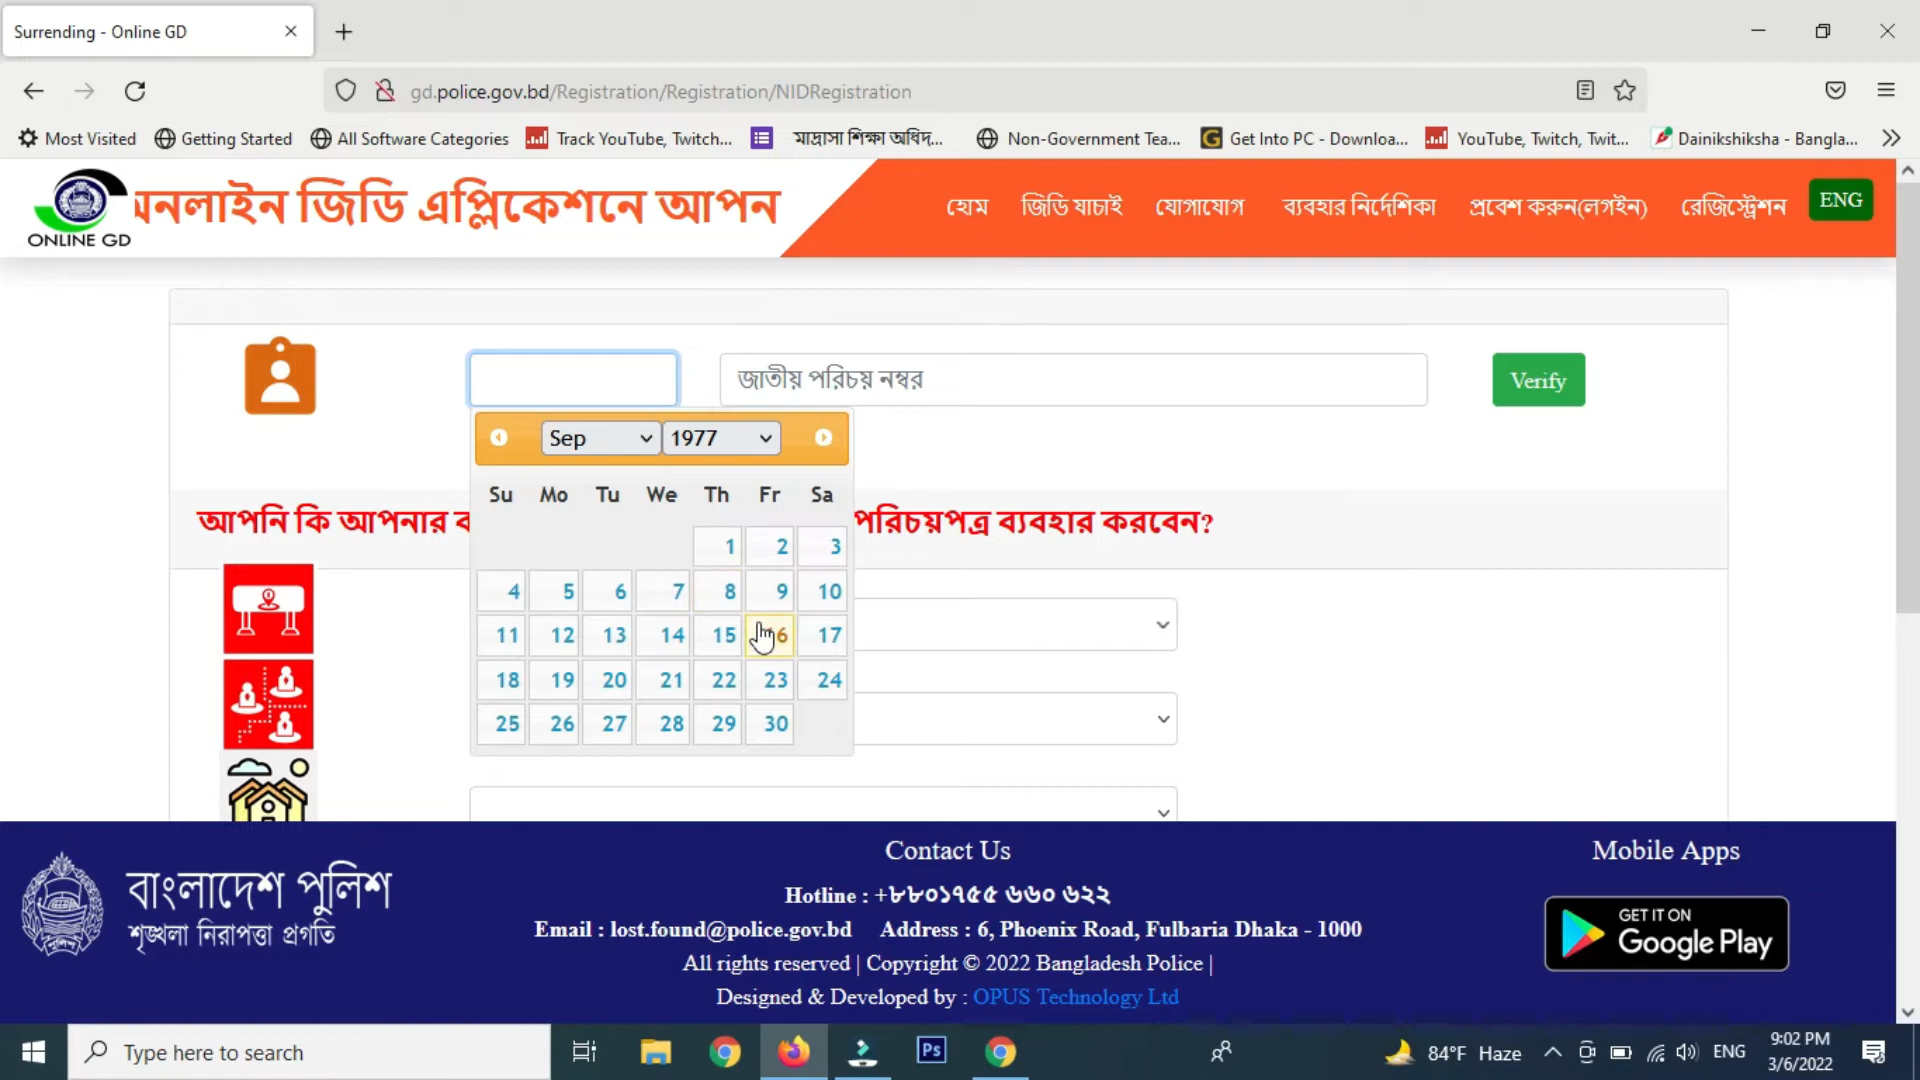 Surrending - Online GD
gd.police.gov.bd/Registration/Registration/NIDRegistration
Most Visited Getting Started All Software Categories Track YouTube, Twitch... মাদ্রাসা শিক্ষা অধিদ... Non-Government Tea... Get Into PC - Downloa... YouTube, Twitch, Twit... Dainikshiksha - Bangla...
ONLINE GD
অনলাইন জিডি এপ্লিকেশনে আপন
হোম জিডি যাচাই যোগাযোগ ব্যবহার নির্দেশিকা প্রবেশ করুন(লগইন) রেজিস্ট্রেশন ENG
জাতীয় পরিচয় নম্বর
Verify
Sep 1977
Su Mo Tu We Th Fr Sa
1 2 3
4 5 6 7 8 9 10
11 12 13 14 15 16 17
18 19 20 21 22 23 24
25 26 27 28 29 30
আপনি কি আপনার পরিচয়পত্র ব্যবহার করবেন?
বাংলাদেশ পুলিশ
শৃঙ্খলা নিরাপত্তা প্রগতি
Contact Us
Hotline : +৮৮০১৭৫৫ ৬৬০ ৬২২
Email : lost.found@police.gov.bd Address : 6, Phoenix Road, Fulbaria Dhaka - 1000
All rights reserved | Copyright © 2022 Bangladesh Police |
Designed & Developed by : OPUS Technology Ltd
Mobile Apps
GET IT ON
Google Play
Type here to search
Ps
84°F Haze
ENG
9:02 PM
3/6/2022